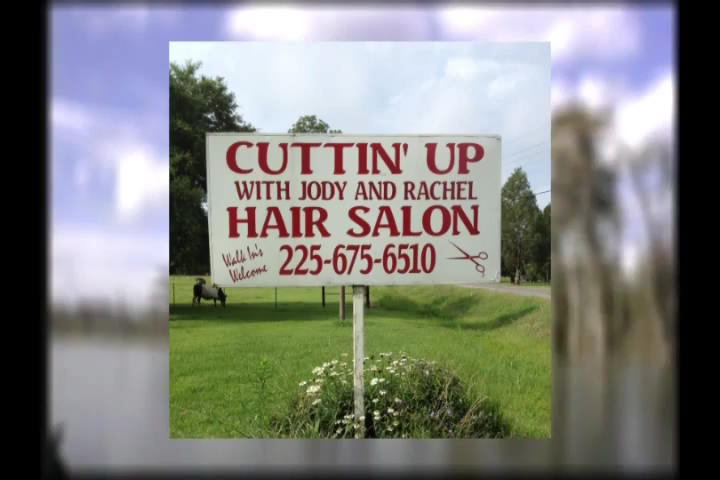 CUTTIN' UP
WITH JODY AND RACHEL
HAIR SALON
Walk In's
Welcome
225-675-6510